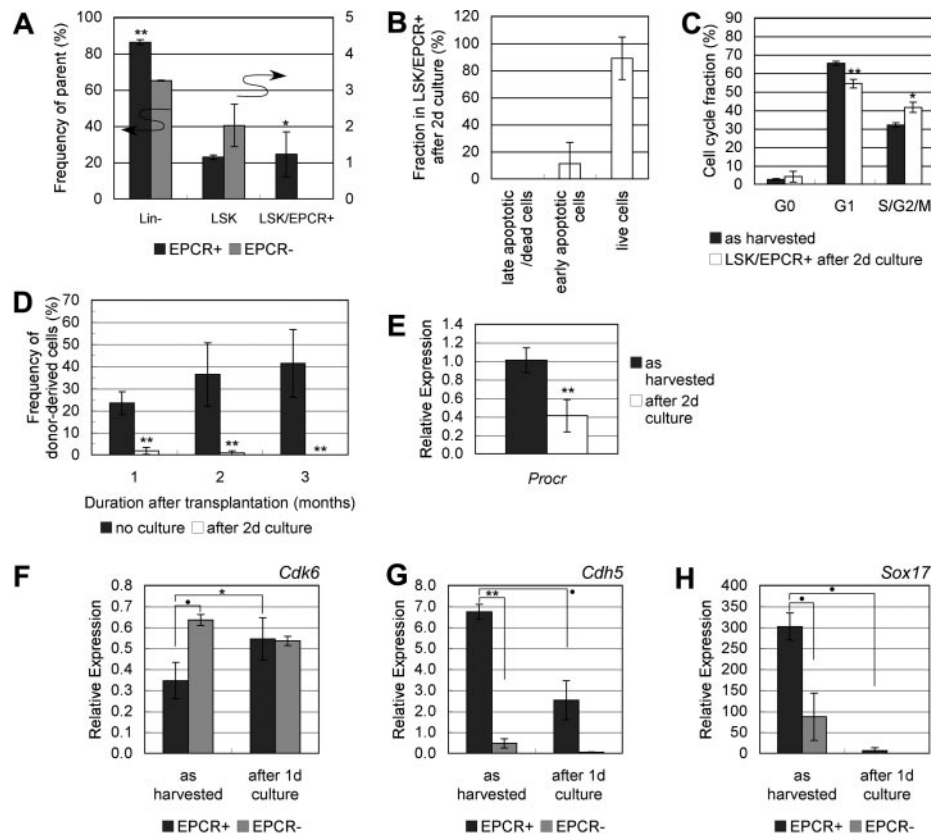 A
Frequency of parent (%)
100
80
60
40
20
0
5
4
3
2
1
0
**
*
Lin-
LSK
LSK/EPCR+
EPCR+
EPCR-
B
Fraction in LSK/EPCR+
after 2d culture (%)
120
100
80
60
40
20
0
late apoptotic
/dead cells
early apoptotic
cells
live cells
C
Cell cycle fraction (%)
90
80
70
60
50
40
30
20
10
0
**
*
G0
G1
S/G2/M
as harvested
LSK/EPCR+ after 2d culture
D
Frequency of
donor-derived cells (%)
70
60
50
40
30
20
10
0
**
**
**
1
2
3
Duration after transplantation (months)
no culture
after 2d culture
E
Relative Expression
1.4
1.2
1.0
0.8
0.6
0.4
0.2
0.0
**
Procr
as
harvested
after 2d
culture
F
Cdk6
Relative Expression
0.8
0.7
0.6
0.5
0.4
0.3
0.2
0.1
0.0
*
*
as
harvested
after 1d
culture
EPCR+
EPCR-
G
Cdh5
Relative Expression
8.0
7.0
6.0
5.0
4.0
3.0
2.0
1.0
0.0
**
*
as
harvested
after 1d
culture
EPCR+
EPCR-
H
Sox17
Relative Expression
400
350
300
250
200
150
100
50
0
*
*
as
harvested
after 1d
culture
EPCR+
EPCR-